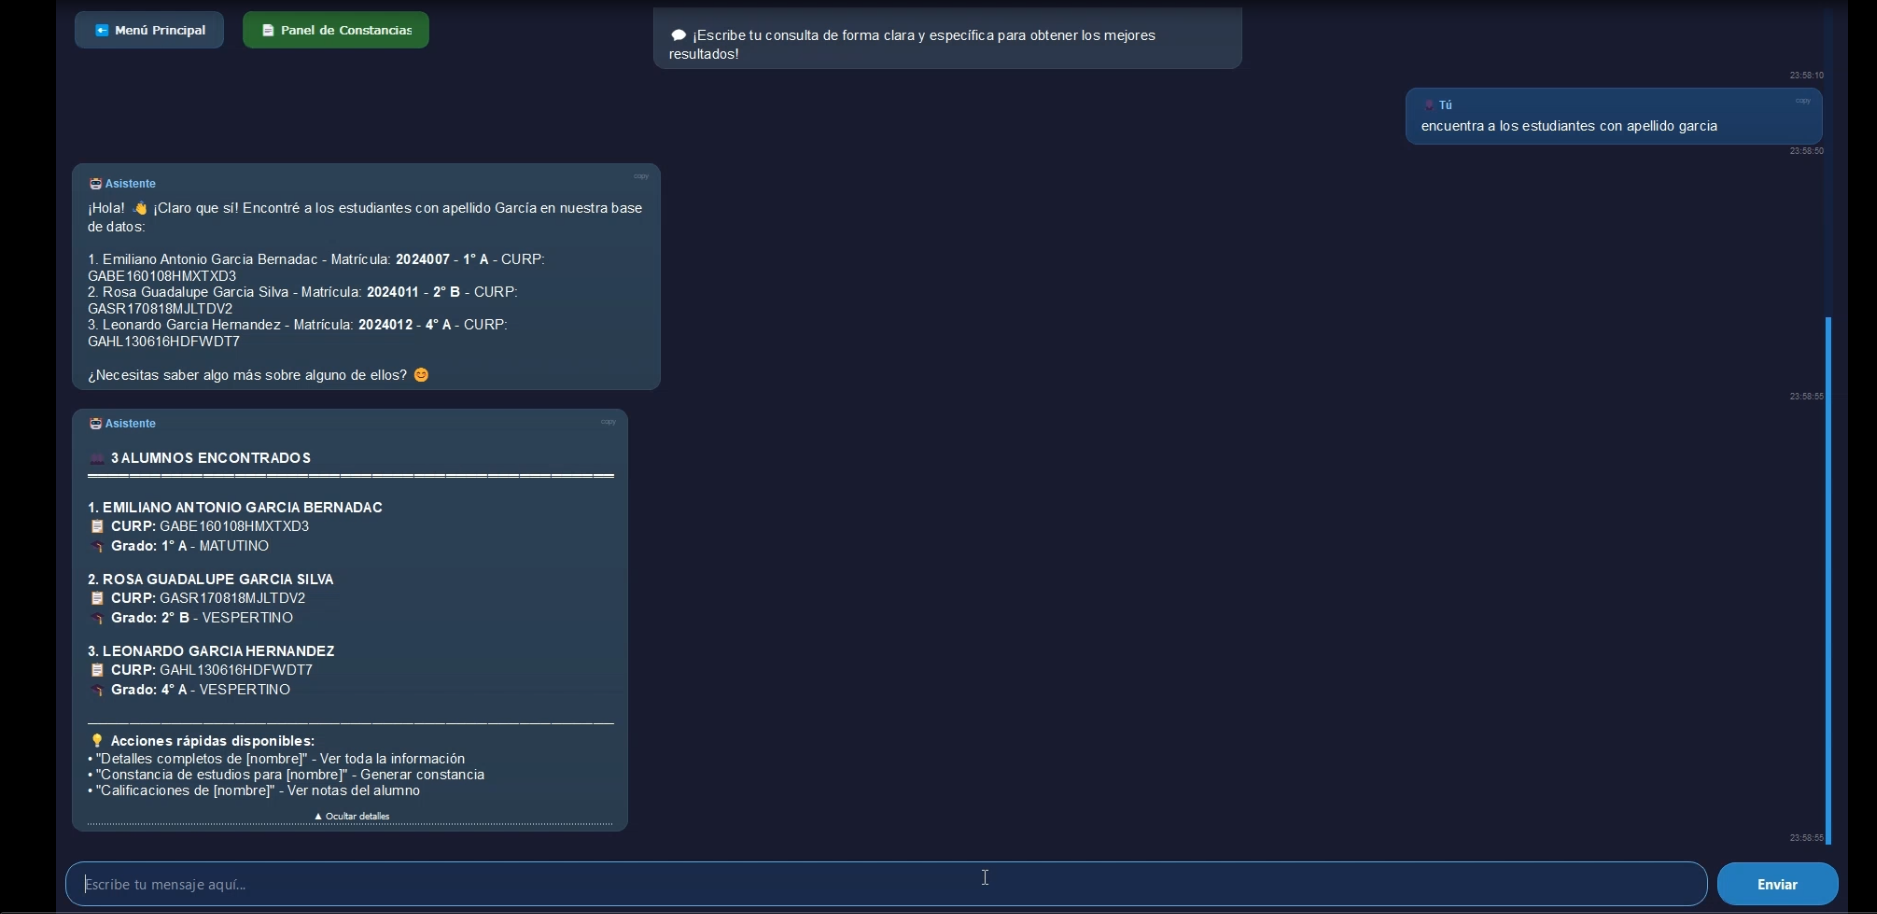 Menú Principal
Panel de Constancias
¡Escribe tu consulta de forma clara y específica para obtener los mejores
resultados!
23:58:10
Tú
copy
encuentra a los estudiantes con apellido garcia
23:58:50
Asistente
copy
¡Hola! 👋 ¡Claro que sí! Encontré a los estudiantes con apellido García en nuestra base
de datos:
1. Emiliano Antonio Garcia Bernadac - Matrícula: 2024007 - 1° A - CURP:
GABE160108HMXTXD3
2. Rosa Guadalupe Garcia Silva - Matrícula: 2024011 - 2° B - CURP:
GASR170818MJLTDV2
3. Leonardo Garcia Hernandez - Matrícula: 2024012 - 4° A - CURP:
GAHL130616HDFWDT7
¿Necesitas saber algo más sobre alguno de ellos? 😊
23:58:55
Asistente
copy
3 ALUMNOS ENCONTRADOS
1. EMILIANO ANTONIO GARCIA BERNADAC
CURP: GABE160108HMXTXD3
Grado: 1° A - MATUTINO
2. ROSA GUADALUPE GARCIA SILVA
CURP: GASR170818MJLTDV2
Grado: 2° B - VESPERTINO
3. LEONARDO GARCIA HERNANDEZ
CURP: GAHL130616HDFWDT7
Grado: 4° A - VESPERTINO
Acciones rápidas disponibles:
• "Detalles completos de [nombre]" - Ver toda la información
• "Constancia de estudios para [nombre]" - Generar constancia
• "Calificaciones de [nombre]" - Ver notas del alumno
▲ Ocultar detalles
23:58:55
Escribe tu mensaje aquí...
Enviar